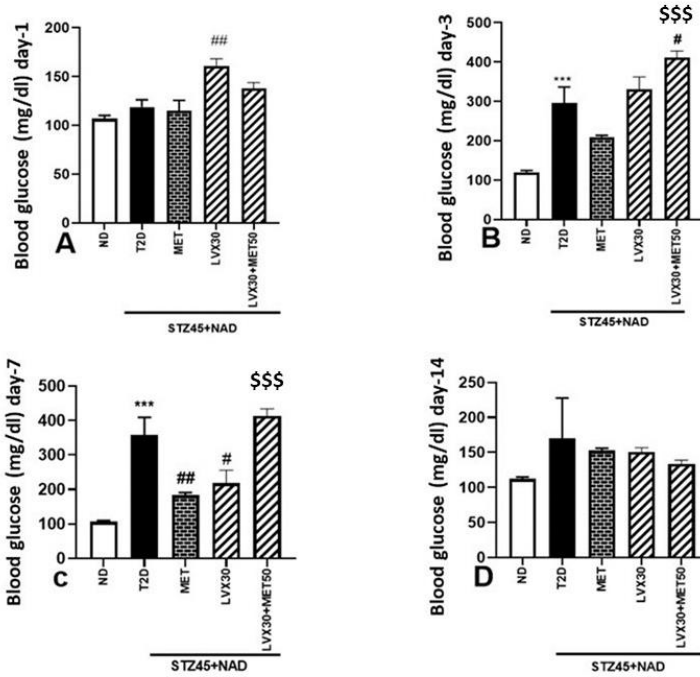 Blood glucose (mg/dl) day-1
200
150
100
50
0
##
A
ND
T2D
MET
LVX30
LVX30+MET50
STZ45+NAD
Blood glucose (mg/dl) day-3
500
400
300
200
100
0
***
$$$
#
B
ND
T2D
MET
LVX30
LVX30+MET50
STZ45+NAD
Blood glucose (mg/dl) day-7
500
400
300
200
100
0
***
##
#
$$$
c
ND
T2D
MET
LVX30
LVX30+MET50
STZ45+NAD
Blood glucose (mg/dl) day-14
250
200
150
100
50
0
D
ND
T2D
MET
LVX30
LVX30+MET50
STZ45+NAD